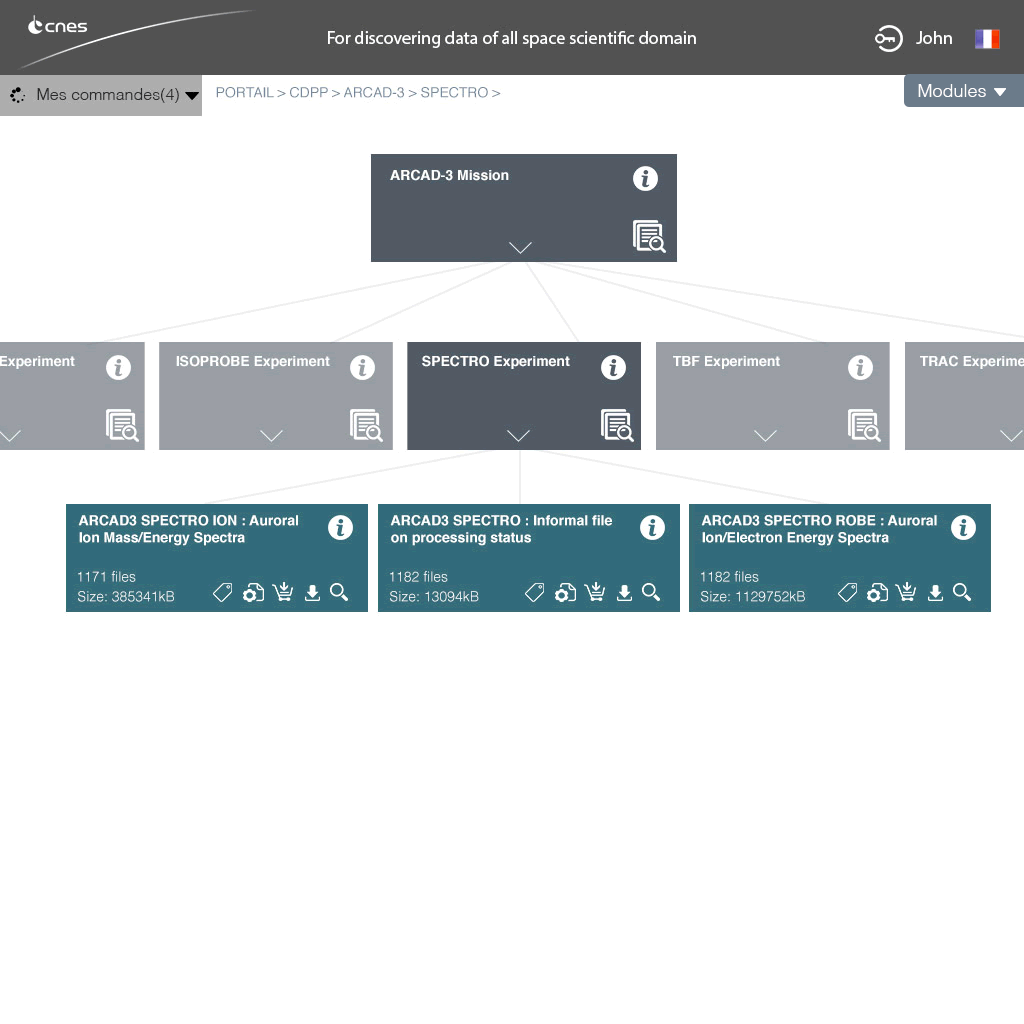 cnes
For discovering data of all space scientific domain
John
Mes commandes(4)
PORTAIL > CDPP > ARCAD-3 > SPECTRO >
Modules
ARCAD-3 Mission
Experiment
ISOPROBE Experiment
SPECTRO Experiment
TBF Experiment
TRAC Experime
ARCAD3 SPECTRO ION : Auroral
Ion Mass/Energy Spectra
1171 files
Size: 385341kB
ARCAD3 SPECTRO : Informal file
on processing status
1182 files
Size: 13094kB
ARCAD3 SPECTRO ROBE : Auroral
Ion/Electron Energy Spectra
1182 files
Size: 1129752kB